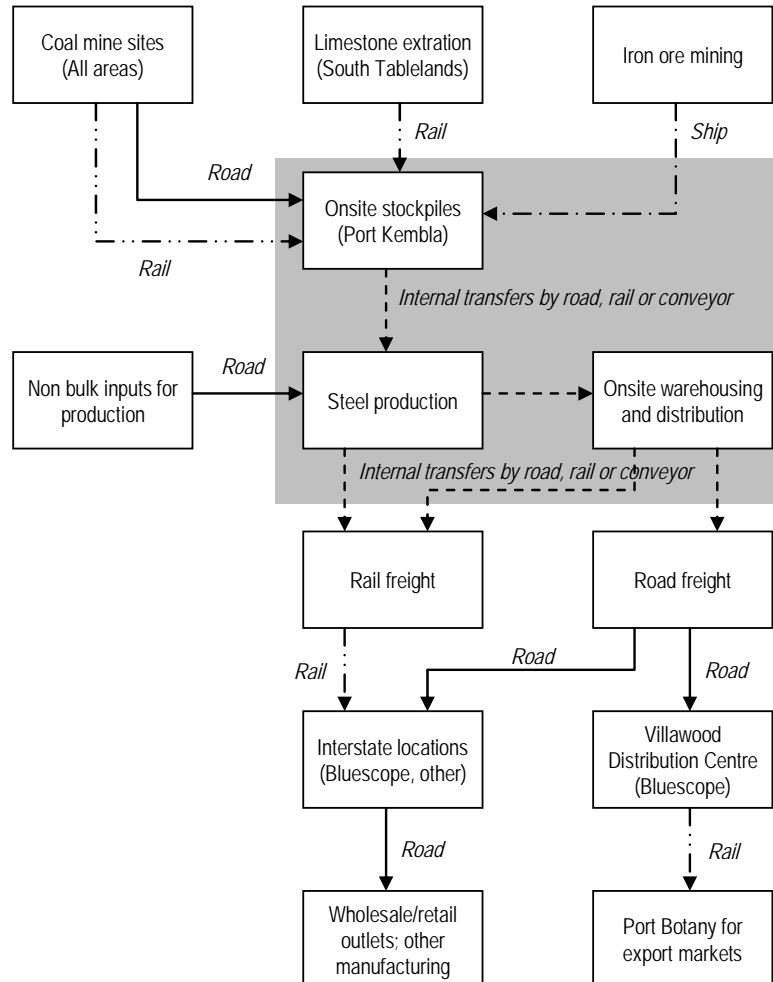 Coal mine sites
(All areas)
Limestone extration
(South Tablelands)
Iron ore mining
Rail
Ship
Road
Onsite stockpiles
(Port Kembla)
Rail
Internal transfers by road, rail or conveyor
Non bulk inputs for
production
Road
Steel production
Onsite warehousing
and distribution
Internal transfers by road, rail or conveyor
Rail freight
Road freight
Rail
Road
Road
Interstate locations
(Bluescope, other)
Villawood
Distribution Centre
(Bluescope)
Road
Rail
Wholesale/retail
outlets; other
manufacturing
Port Botany for
export markets